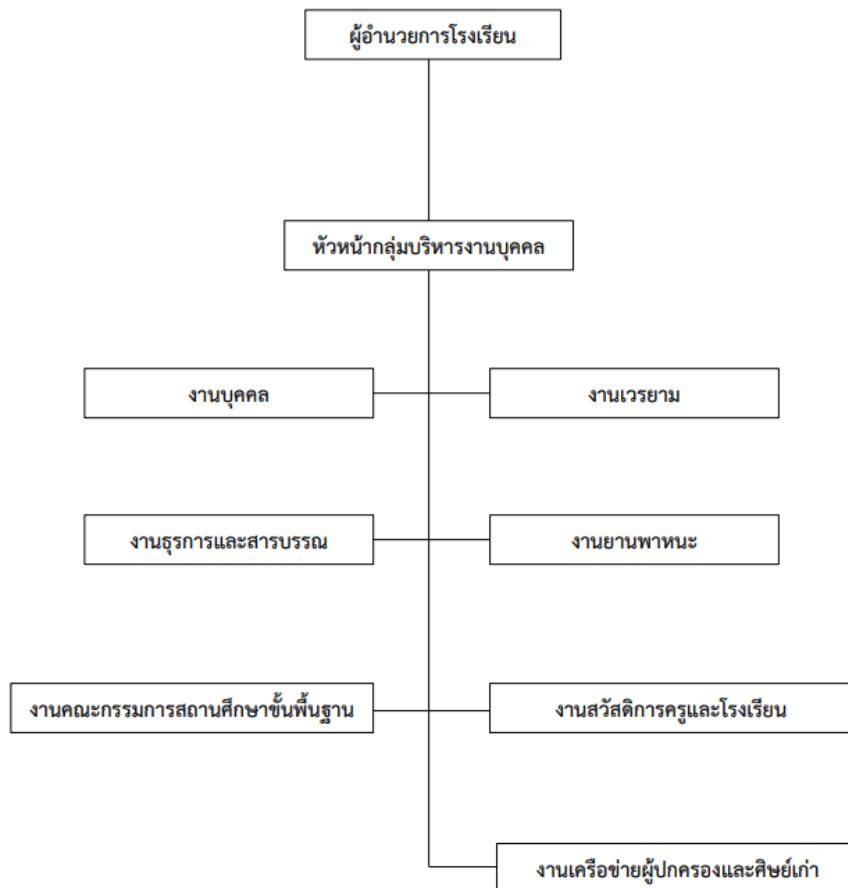 ผู้อำนวยการโรงเรียน
หัวหน้ากลุ่มบริหารงานบุคคล
งานบุคคล
งานเวรยาม
งานธุรการและสารบรรณ
งานยานพาหนะ
งานคณะกรรมการสถานศึกษาขั้นพื้นฐาน
งานสวัสดิการครูและโรงเรียน
งานเครือข่ายผู้ปกครองและศิษย์เก่า